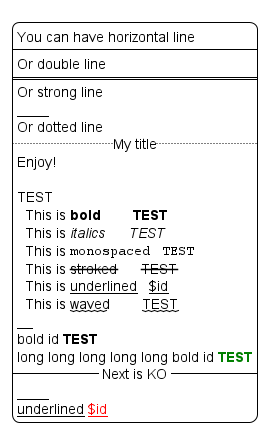 You can have horizontal line
Or double line
Or strong line
____
Or dotted line
My title
Enjoy!
TEST
This is bold TEST
This is italics TEST
This is monospaced TEST
This is stroked TEST
This is underlined $id
This is waved TEST
__
bold id TEST
long long long long long bold id TEST
Next is KO
____
underlined $id